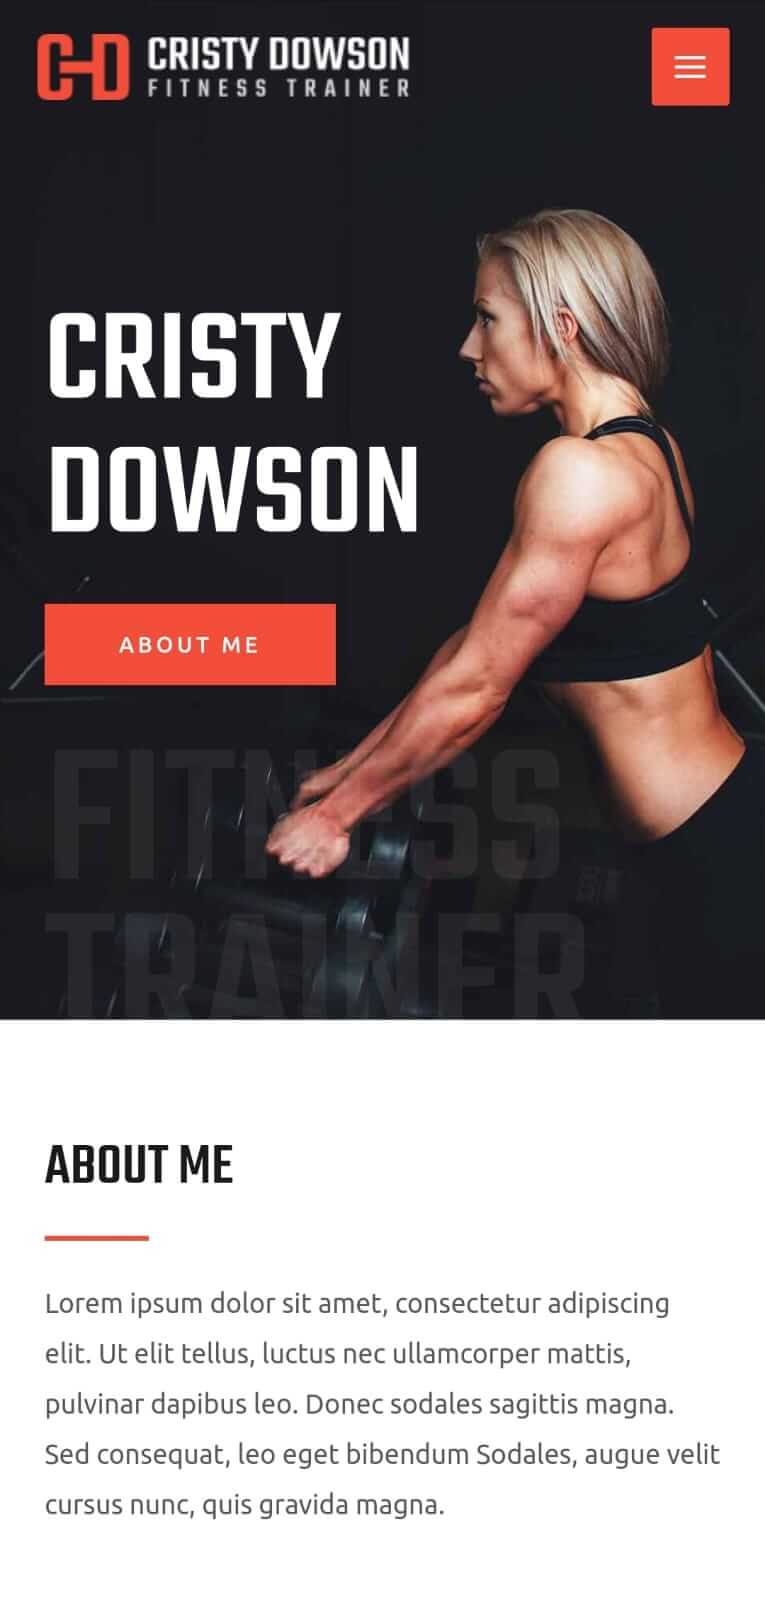 CD CRISTY DOWSON
FITNESS TRAINER
CRISTY
DOWSON
ABOUT ME
FITNESS
TRAINER
ABOUT ME
Lorem ipsum dolor sit amet, consectetur adipiscing
elit. Ut elit tellus, luctus nec ullamcorper mattis,
pulvinar dapibus leo. Donec sodales sagittis magna.
Sed consequat, leo eget bibendum Sodales, augue velit
cursus nunc, quis gravida magna.